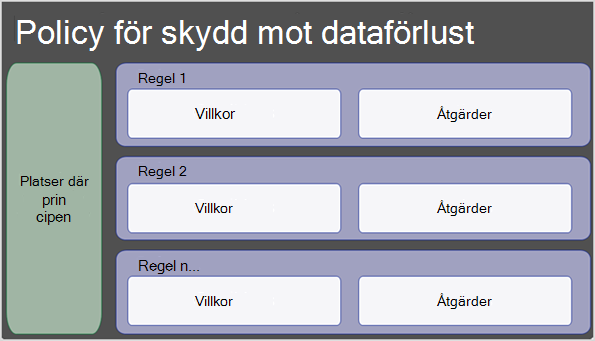 Policy för skydd mot dataförlust
Platser där
prin
cipen
Regel 1
Villkor
Åtgärder
Regel 2
Villkor
Åtgärder
Regel n...
Villkor
Åtgärder